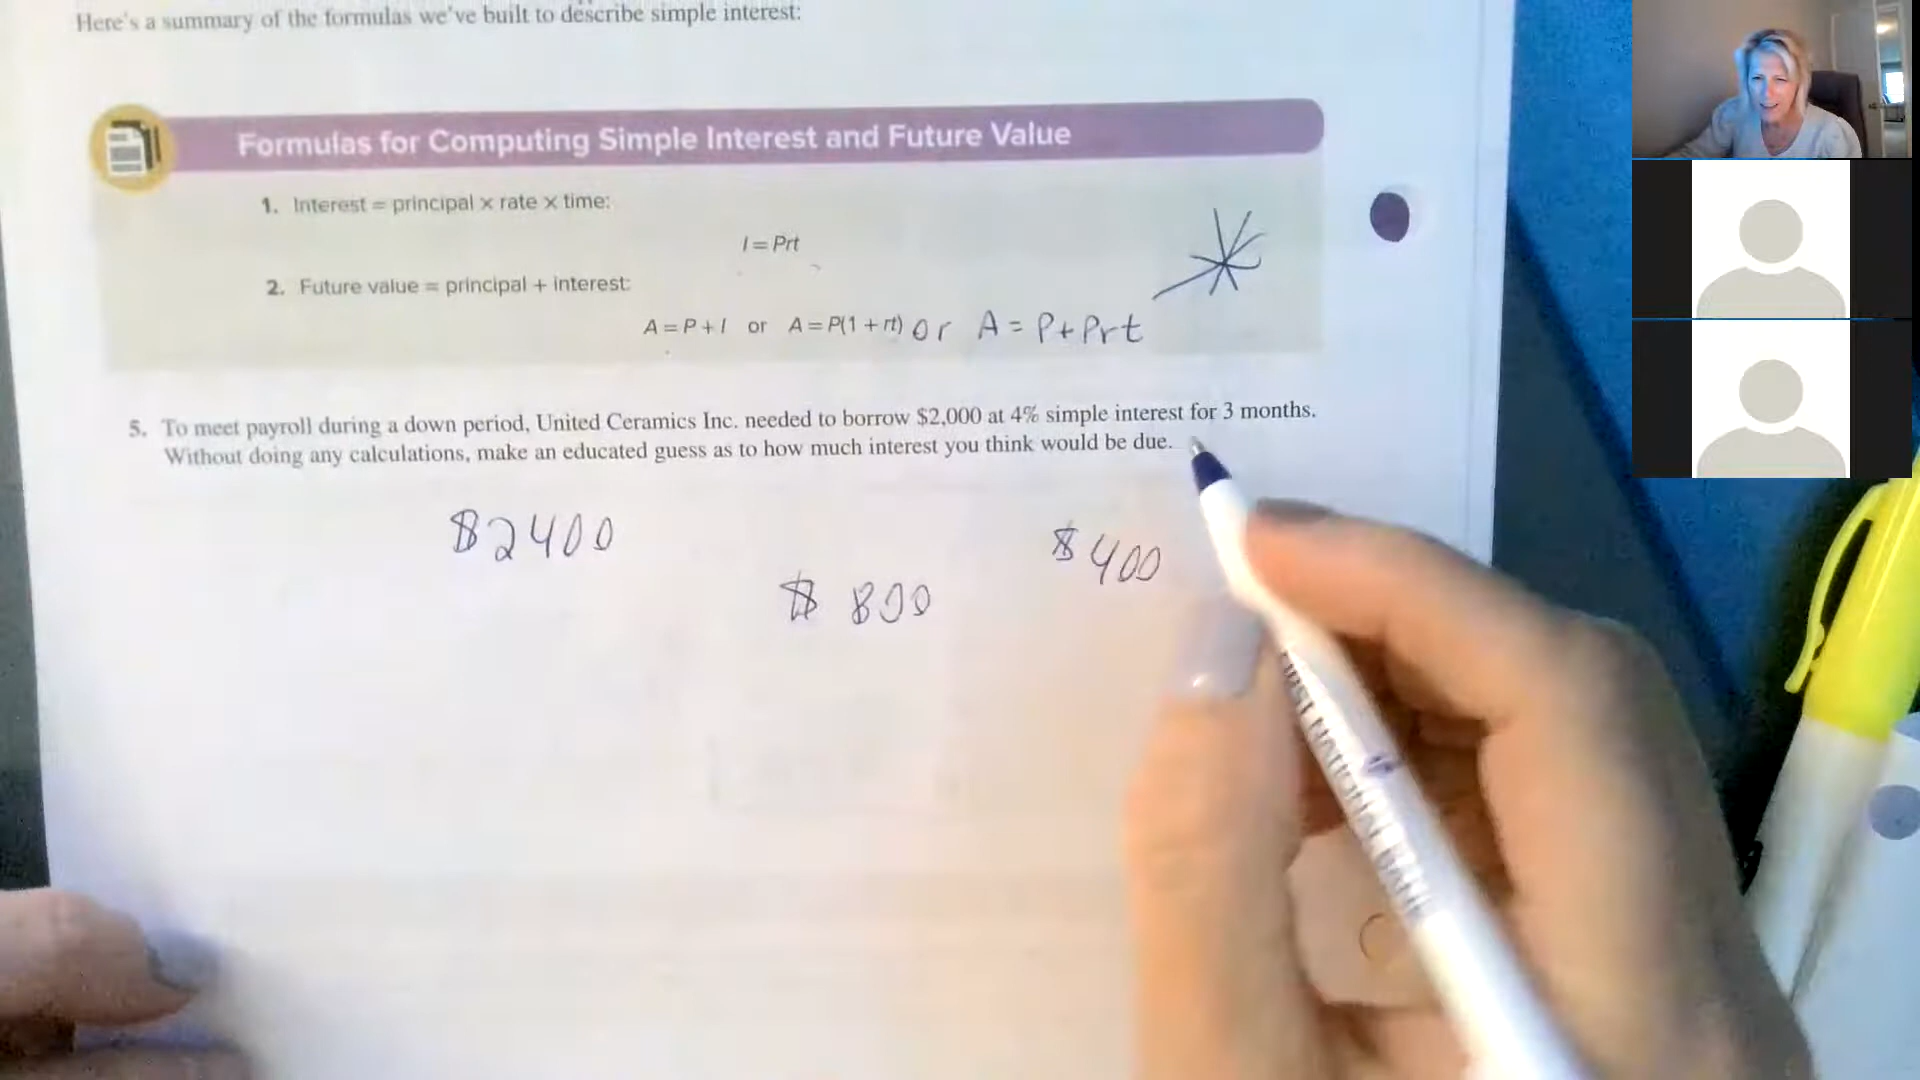 Here's a summary of the formulas we've built to describe simple interest:
Formulas for Computing Simple Interest and Future Value
1. Interest = principal × rate × time:
I = Prt
2. Future value = principal + interest:
A = P + I or A = P(1 + rt) or A = P + Prt
5. To meet payroll during a down period, United Ceramics Inc. needed to borrow $2,000 at 4% simple interest for 3 months.
Without doing any calculations, make an educated guess as to how much interest you think would be due.
$2400
$400
$ 800
FIRST NATIONAL BANK